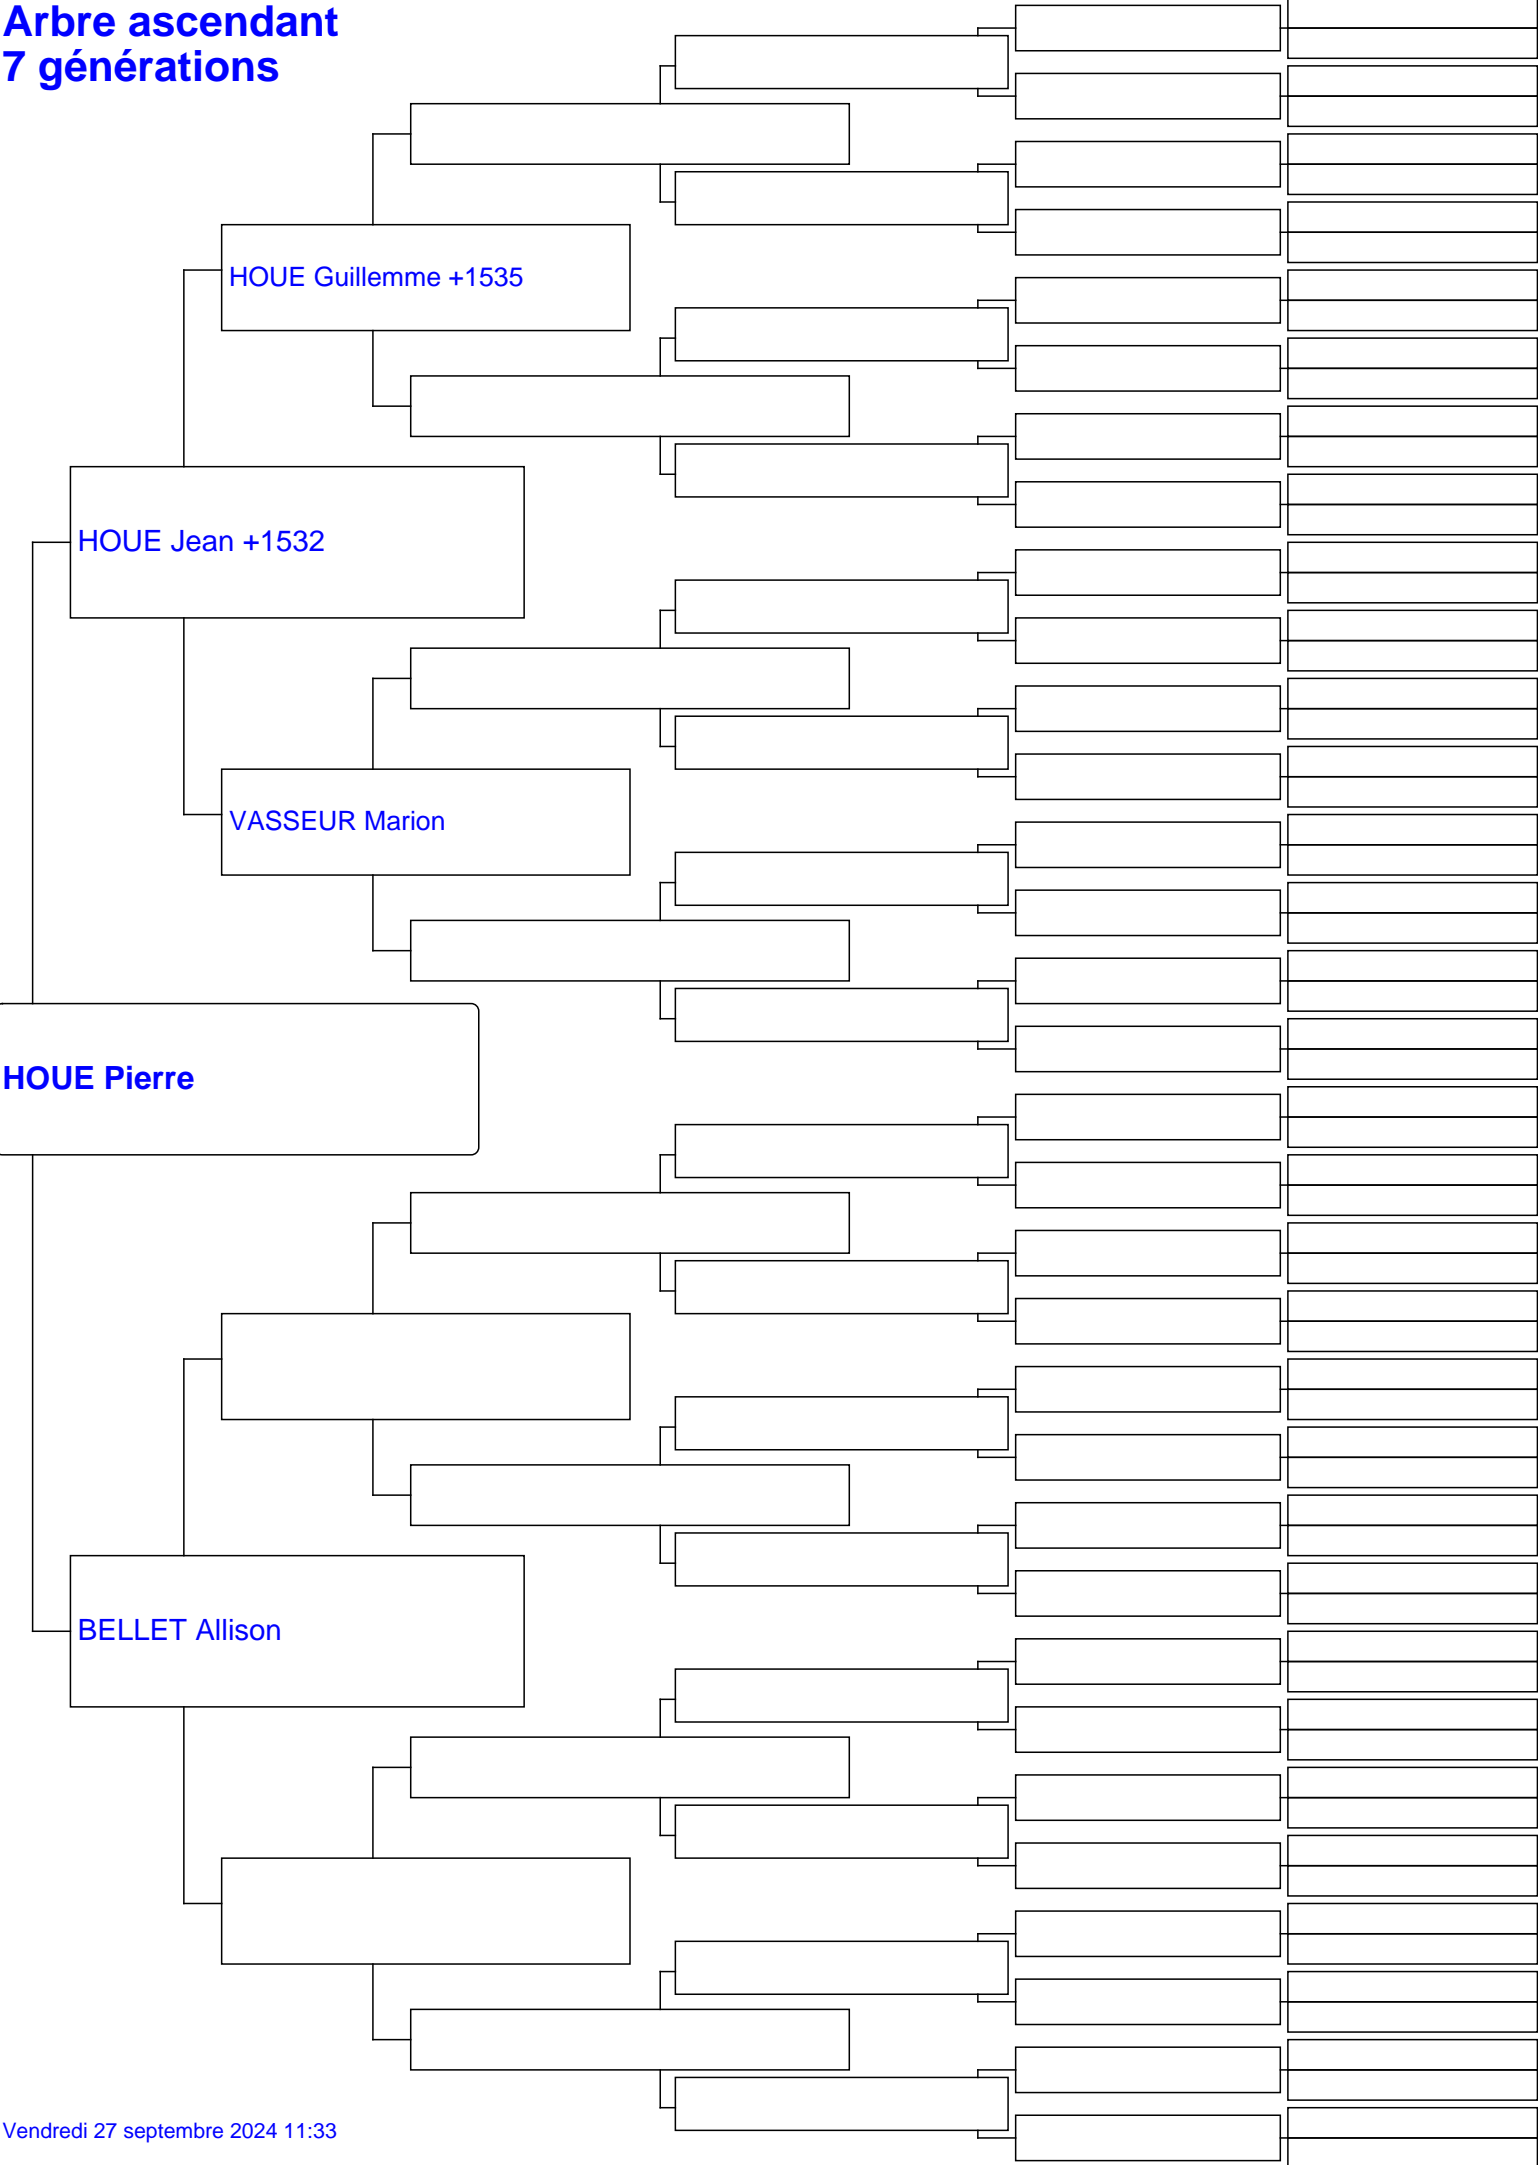 Arbre ascendant
7 générations
HOUE Guillemme +1535
HOUE Jean +1532
VASSEUR Marion
HOUE Pierre
BELLET Allison
Vendredi 27 septembre 2024 11:33